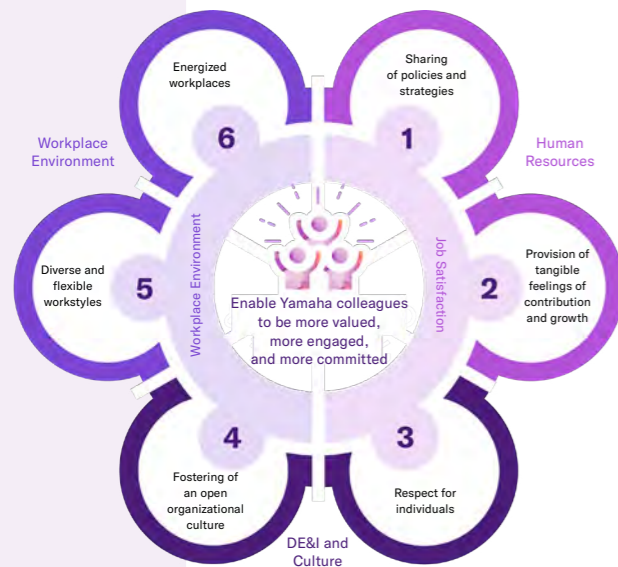 Energized
workplaces
6
Sharing
of policies and
strategies
1
Workplace
Environment
Human
Resources
Diverse and
flexible
workstyles
5
Workplace Environment
Enable Yamaha colleagues
to be more valued,
more engaged,
and more committed
Job Satisfaction
2
Provision of
tangible
feelings of
contribution
and growth
4
Fostering of
an open
organizational
culture
3
Respect for
individuals
DE&I and
Culture